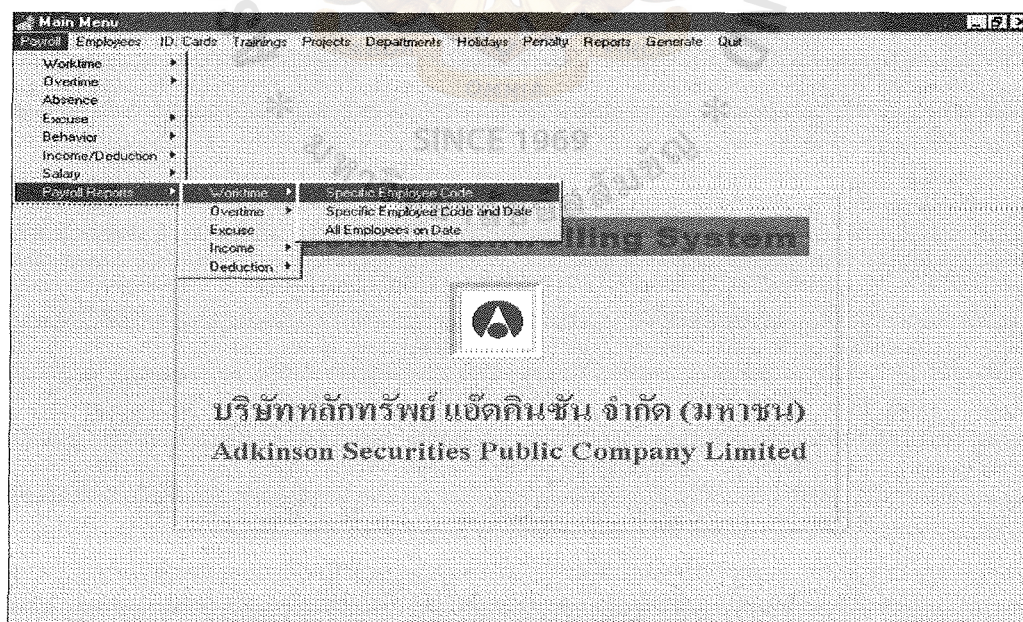 Main Menu
Payroll Employees ID. Cards Trainings Projects Departments Holidays Penalty Reports Generate Quit
Worktime
Overtime
Absence
Excuse
Behavior
Income/Deduction
Salary
Payroll Reports
Worktime
Overtime
Excuse
Income
Deduction
Specific Employee Code
Specific Employee Code and Date
All Employees on Date
System
SINCE 1969
บริษัทหลักทรัพย์ แอ๊ดคินซัน จำกัด (มหาชน)
Adkinson Securities Public Company Limited